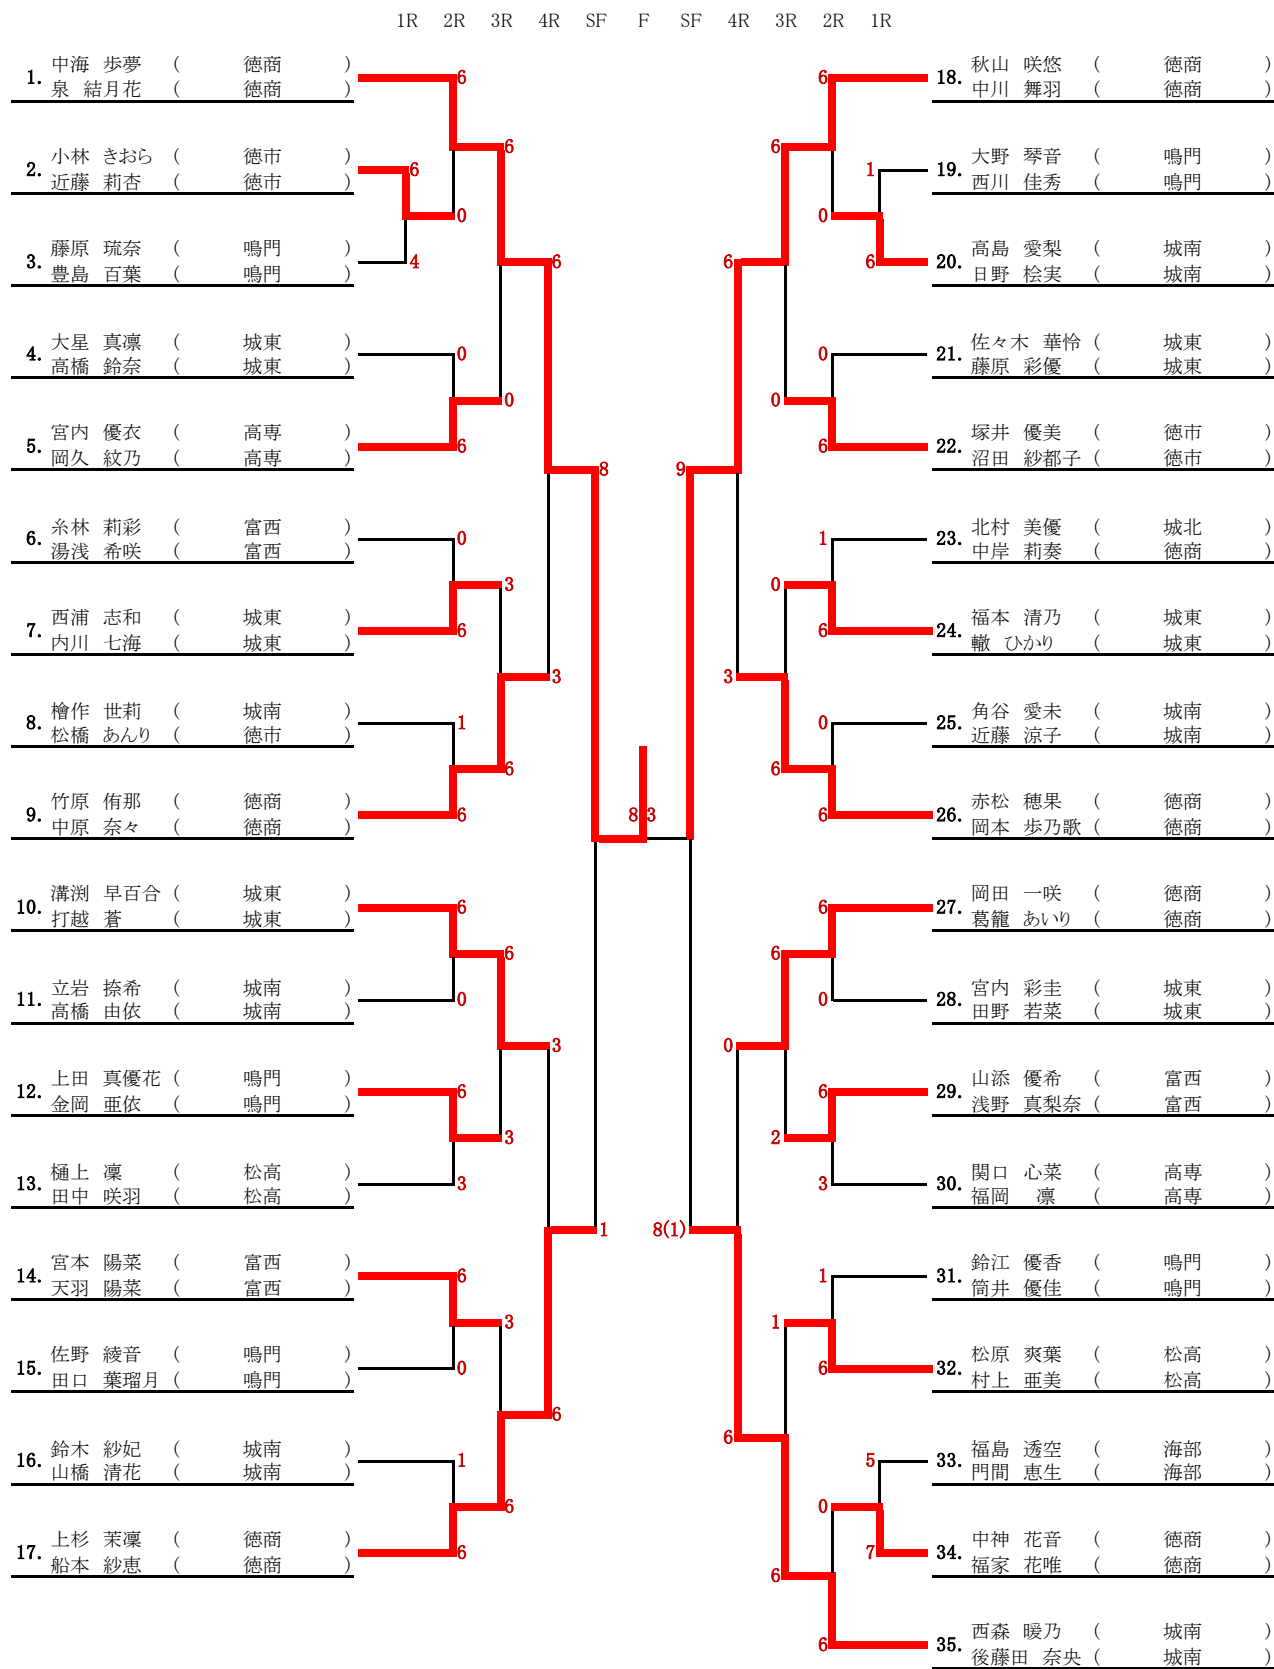 1R 2R 3R 4R SF F SF 4R 3R 2R 1R
1. 中海 歩夢 ( 徳商 )
泉 結月花 ( 徳商 )
2. 小林 きおら ( 徳市 )
近藤 莉杏 ( 徳市 )
3. 藤原 琉奈 ( 鳴門 )
豊島 百葉 ( 鳴門 )
4. 大星 真凛 ( 城東 )
高橋 鈴奈 ( 城東 )
5. 宮内 優衣 ( 高専 )
岡久 紋乃 ( 高専 )
6. 糸林 莉彩 ( 富西 )
湯浅 希咲 ( 富西 )
7. 西浦 志和 ( 城東 )
内川 七海 ( 城東 )
8. 檜作 世莉 ( 城南 )
松橋 あんり ( 徳市 )
9. 竹原 侑那 ( 徳商 )
中原 奈々 ( 徳商 )
10. 溝渕 早百合 ( 城東 )
打越 蒼 ( 城東 )
11. 立岩 捺希 ( 城南 )
高橋 由依 ( 城南 )
12. 上田 真優花 ( 鳴門 )
金岡 亜依 ( 鳴門 )
13. 樋上 凜 ( 松高 )
田中 咲羽 ( 松高 )
14. 宮本 陽菜 ( 富西 )
天羽 陽菜 ( 富西 )
15. 佐野 綾音 ( 鳴門 )
田口 葉瑠月 ( 鳴門 )
16. 鈴木 紗妃 ( 城南 )
山橋 清花 ( 城南 )
17. 上杉 茉凜 ( 徳商 )
船本 紗恵 ( 徳商 )
6
6
0
4
0
6
0
6
1
6
6
0
6
3
6
0
1
6
6
0
3
6
6
3
3
6
6
3
3
6
8
1
8 3
9
8(1)
6
3
0
6
6
0
0
6
6
2
1
6
6
0
0
6
1
6
0
6
6
0
6
3
1
6
0
6
1
6
5
7
18. 秋山 咲悠 ( 徳商 )
中川 舞羽 ( 徳商 )
19. 大野 琴音 ( 鳴門 )
西川 佳秀 ( 鳴門 )
20. 高島 愛梨 ( 城南 )
日野 桧実 ( 城南 )
21. 佐々木 華怜 ( 城東 )
藤原 彩優 ( 城東 )
22. 塚井 優美 ( 徳市 )
沼田 紗都子 ( 徳市 )
23. 北村 美優 ( 城北 )
中岸 莉奏 ( 徳商 )
24. 福本 清乃 ( 城東 )
轍 ひかり ( 城東 )
25. 角谷 愛未 ( 城南 )
近藤 涼子 ( 城南 )
26. 赤松 穂果 ( 徳商 )
岡本 歩乃歌 ( 徳商 )
27. 岡田 一咲 ( 徳商 )
葛籠 あいり ( 徳商 )
28. 宮内 彩圭 ( 城東 )
田野 若菜 ( 城東 )
29. 山添 優希 ( 富西 )
浅野 真梨奈 ( 富西 )
30. 関口 心菜 ( 高専 )
福岡 凛 ( 高専 )
31. 鈴江 優香 ( 鳴門 )
筒井 優佳 ( 鳴門 )
32. 松原 爽葉 ( 松高 )
村上 亜美 ( 松高 )
33. 福島 透空 ( 海部 )
門間 恵生 ( 海部 )
34. 中神 花音 ( 徳商 )
福家 花唯 ( 徳商 )
35. 西森 暖乃 ( 城南 )
後藤田 奈央 ( 城南 )